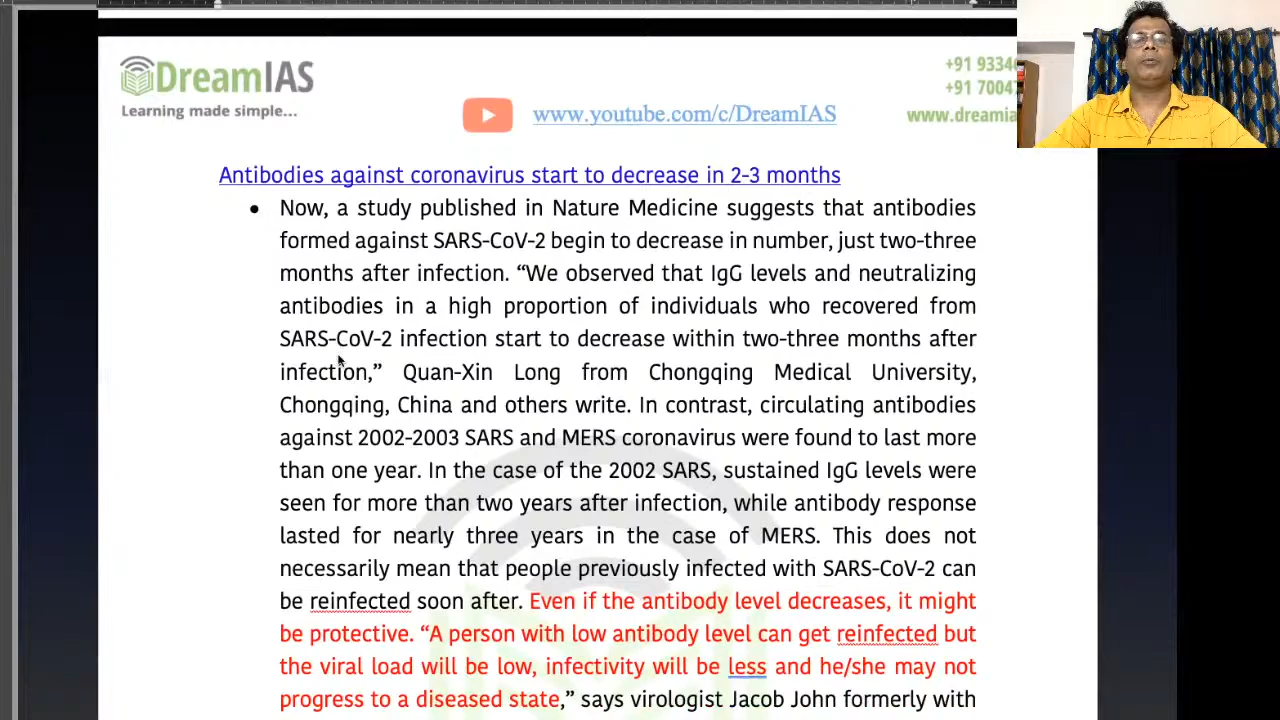 DreamIAS
Learning made simple...
www.youtube.com/c/DreamIAS
+91 9334
+91 7004
www.dreamia
Antibodies against coronavirus start to decrease in 2-3 months
• Now, a study published in Nature Medicine suggests that antibodies
formed against SARS-CoV-2 begin to decrease in number, just two-three
months after infection. “We observed that IgG levels and neutralizing
antibodies in a high proportion of individuals who recovered from
SARS-CoV-2 infection start to decrease within two-three months after
infection,” Quan-Xin Long from Chongqing Medical University,
Chongqing, China and others write. In contrast, circulating antibodies
against 2002-2003 SARS and MERS coronavirus were found to last more
than one year. In the case of the 2002 SARS, sustained IgG levels were
seen for more than two years after infection, while antibody response
lasted for nearly three years in the case of MERS. This does not
necessarily mean that people previously infected with SARS-CoV-2 can
be reinfected soon after. Even if the antibody level decreases, it might
be protective. “A person with low antibody level can get reinfected but
the viral load will be low, infectivity will be less and he/she may not
progress to a diseased state,” says virologist Jacob John formerly with